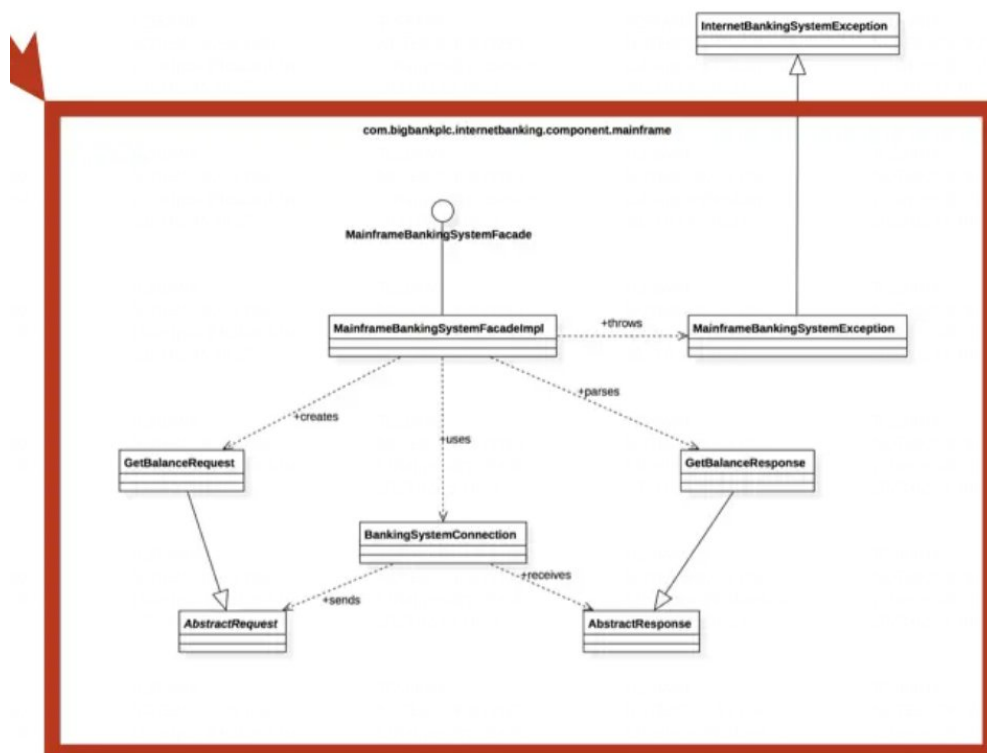 InternetBankingSystemException
com.bigbankplc.internetbanking.component.mainframe
MainframeBankingSystemFacade
MainframeBankingSystemFacadeImpl
+throws
MainframeBankingSystemException
+creates
+uses
+parses
GetBalanceRequest
GetBalanceResponse
BankingSystemConnection
+sends
+receives
AbstractRequest
AbstractResponse